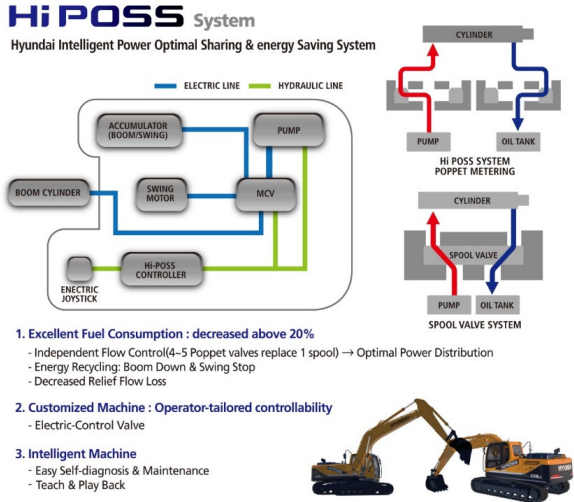 Hi POSS System
Hyundai Intelligent Power Optimal Sharing & energy Saving System
ELECTRIC LINE
HYDRAULIC LINE
ACCUMULATOR
(BOOM/SWING)
PUMP
BOOM CYLINDER
SWING
MOTOR
MCV
Hi-POSS
CONTROLLER
ENECTRIC
JOYSTICK
CYLINDER
PUMP
OIL TANK
Hi POSS SYSTEM
POPPET METERING
CYLINDER
SPOOL VALVE
PUMP
OIL TANK
SPOOL VALVE SYSTEM
1. Excellent Fuel Consumption : decreased above 20%
- Independent Flow Control(4~5 Poppet valves replace 1 spool) → Optimal Power Distribution
- Energy Recycling: Boom Down & Swing Stop
- Decreased Relief Flow Loss
2. Customized Machine : Operator-tailored controllability
- Electric-Control Valve
3. Intelligent Machine
- Easy Self-diagnosis & Maintenance
- Teach & Play Back
HYUNDAI